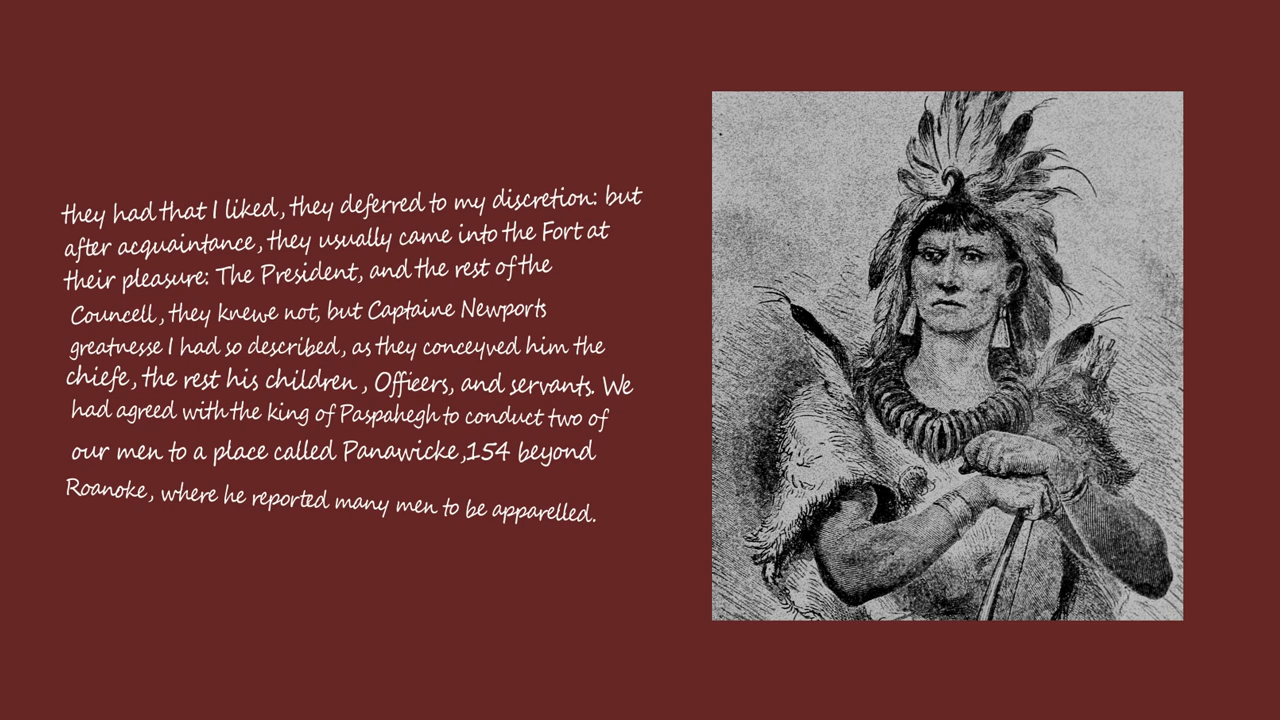 they had that I liked, they deferred to my discretion: but
after acquaintance, they usually came into the Fort at
their pleasure: The President, and the rest of the
Councell, they knewe not, but Captaine Newports
greatnesse I had so described, as they conceyved him the
chiefe, the rest his children, Officers, and servants. We
had agreed with the king of Paspahegh to conduct two of
our men to a place called Panawicke,154 beyond
Roanoke, where he reported many men to be apparelled.